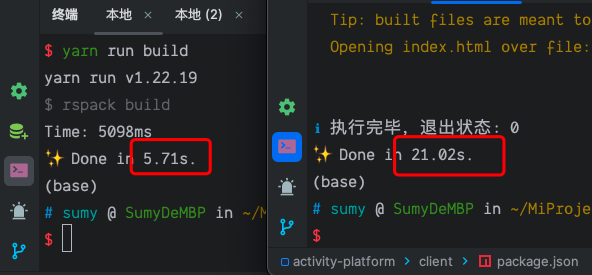 终端
本地 ×
本地 (2) ×
$ yarn run build
yarn run v1.22.19
$ rspack build
Time: 5098ms
✨ Done in 5.71s.
(base)
# sumy @ SumyDeMBP in ~/M
$
Tip: built files are meant to
Opening index.html over file:
i 执行完毕，退出状态：0
✨ Done in 21.02s.
(base)
# sumy @ SumyDeMBP in ~/MiProje
$
activity-platform > client > package.json